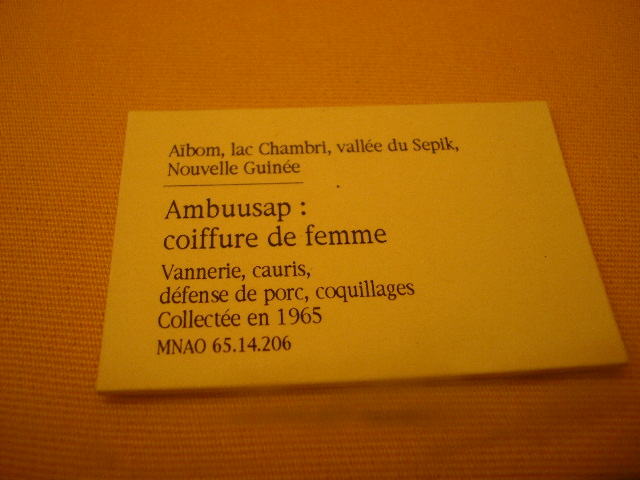 Aïbom, lac Chambri, vallée du Sepik,
Nouvelle Guinée
Ambuusap :
coiffure de femme
Vannerie, cauris,
défense de porc, coquillages
Collectée en 1965
MNAO 65.14.206